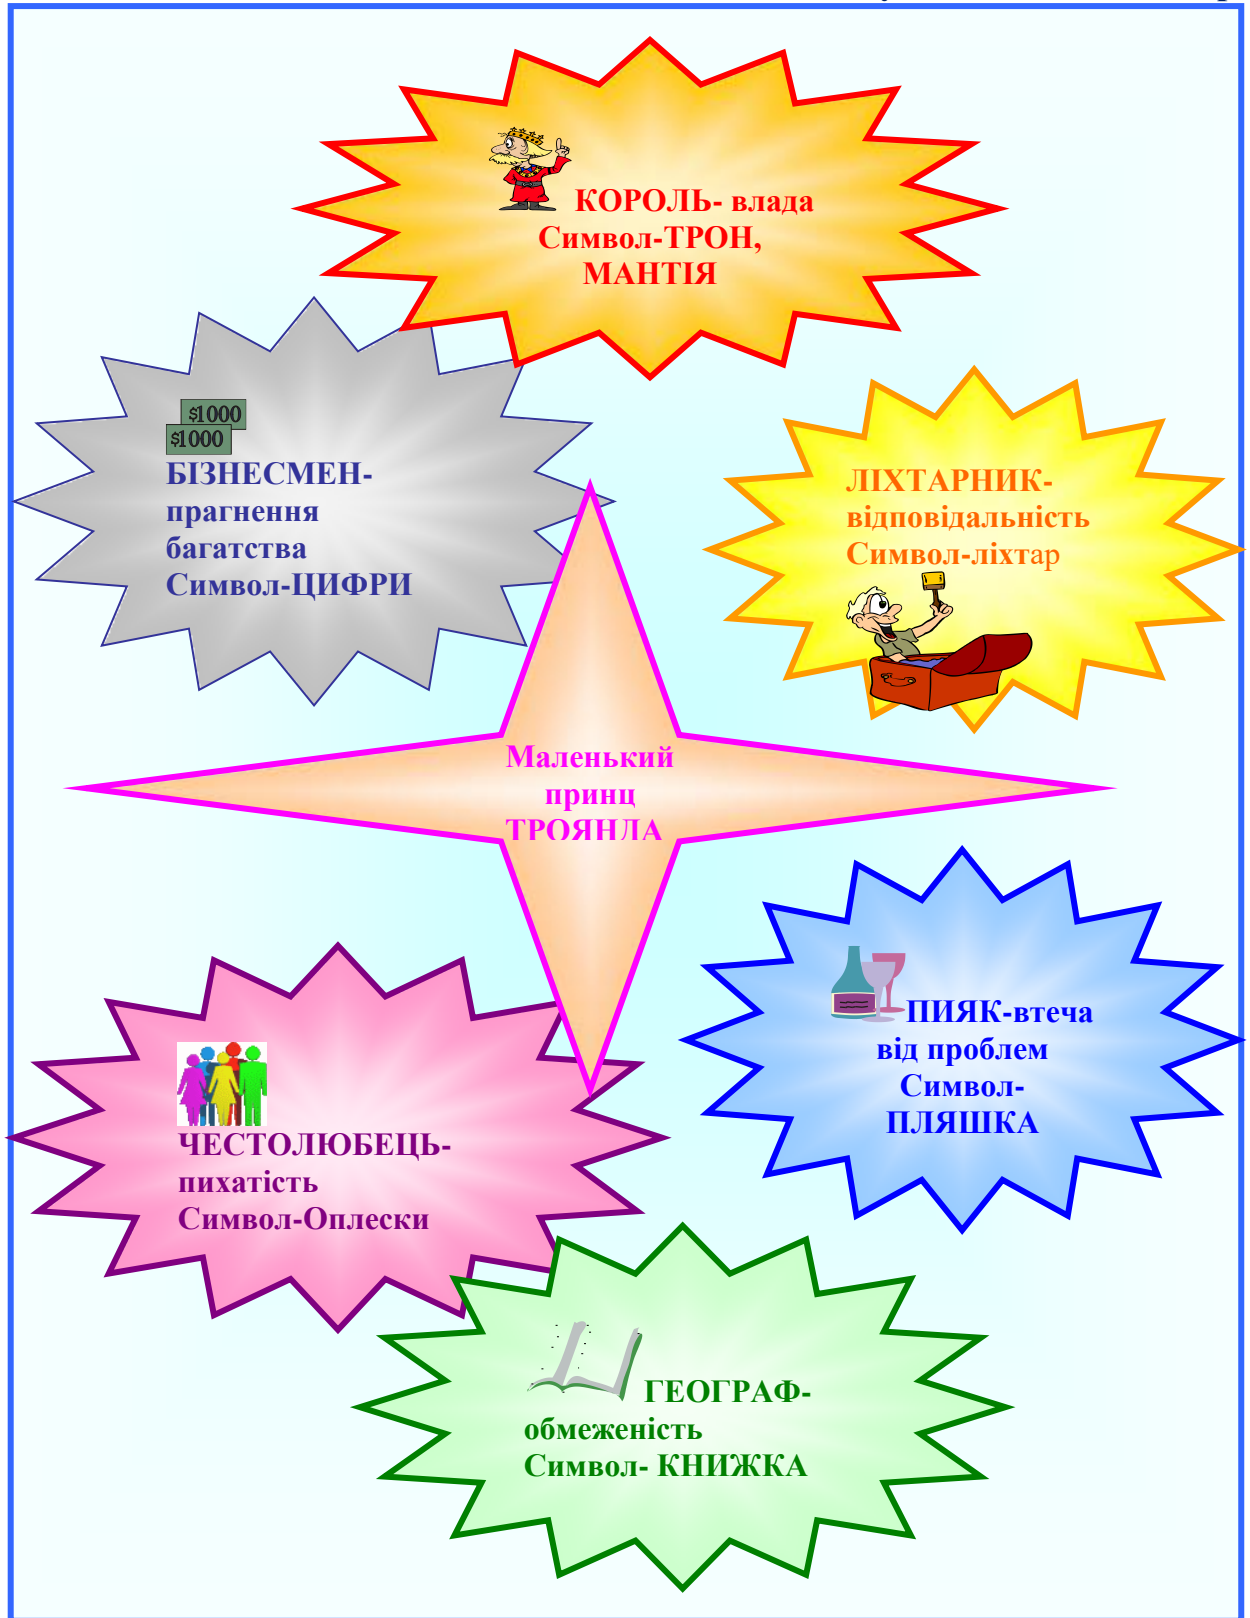 КОРОЛЬ- влада
Символ-ТРОН,
МАНТІЯ
$1000
$1000
БІЗНЕСМЕН-
прагнення
багатства
Символ-ЦИФРИ
ЛІХТАРНИК-
відповідальність
Символ-ліхтар
Маленький
принц
ТРОЯНДА
ПИЯК-втеча
від проблем
Символ-
ПЛЯШКА
ЧЕСТОЛЮБЕЦЬ-
пихатість
Символ-Оплески
ГЕОГРАФ-
обмеженість
Символ- КНИЖКА